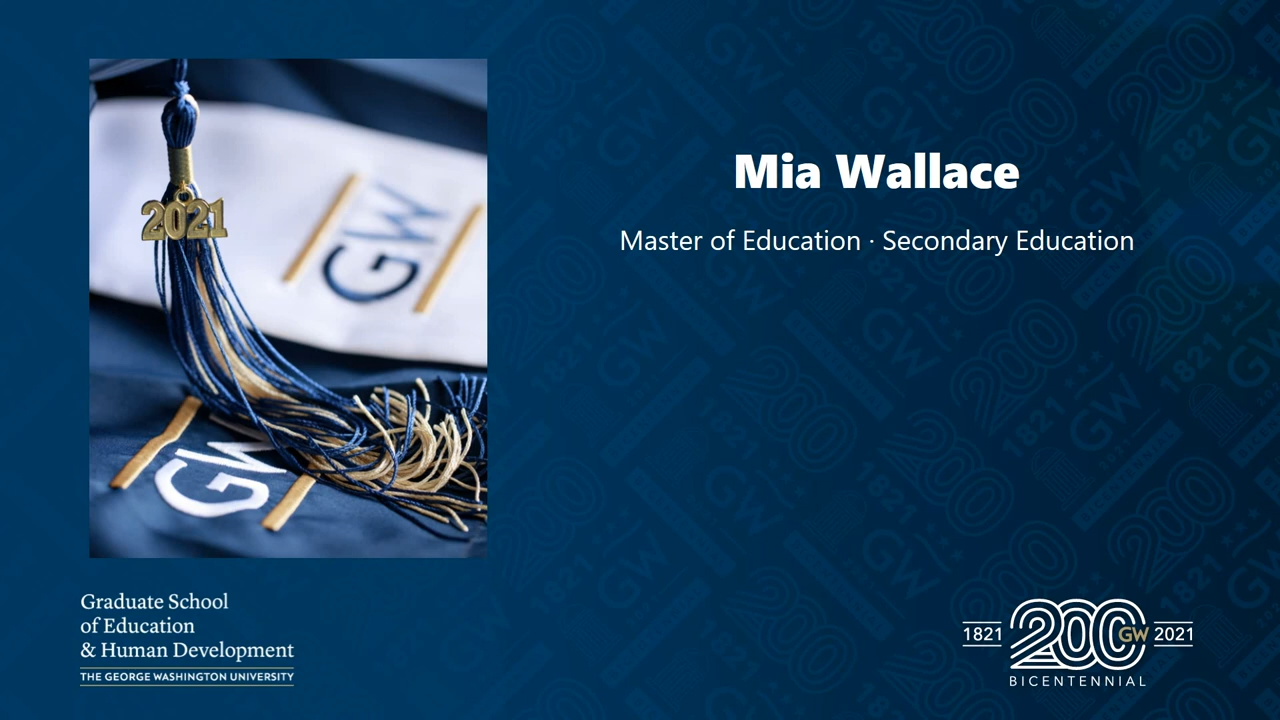 Mia Wallace
Master of Education · Secondary Education
2021
GW
GW
Graduate School
of Education
& Human Development
THE GEORGE WASHINGTON UNIVERSITY
1821 200 GW 2021
BICENTENNIAL